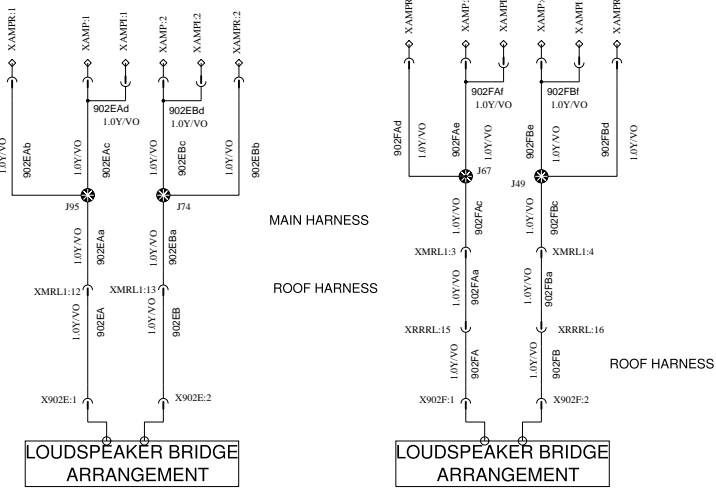 XAMPR:1
XAMP:1
XAMPI:1
XAMP:2
XAMPI:2
XAMPR:2
902EAd
1.0Y/VO
902EBd
1.0Y/VO
1.0Y/VO
902EAb
1.0Y/VO
902EAc
1.0Y/VO
902EBc
1.0Y/VO
902EBb
J95
J74
1.0Y/VO
902EAa
1.0Y/VO
902EBa
MAIN HARNESS
ROOF HARNESS
XMRL1:12
XMRL1:13
1.0Y/VO
902EA
1.0Y/VO
902EB
X902E:1
X902E:2
LOUDSPEAKER BRIDGE
ARRANGEMENT
XAMPR
XAMP:
XAMPI
XAMP:
XAMPI
XAMPR
902FAf
1.0Y/VO
902FBf
1.0Y/VO
902FAd
1.0Y/VO
902FAe
1.0Y/VO
902FBe
1.0Y/VO
902FBd
1.0Y/VO
J67
J49
1.0Y/VO
902FAc
1.0Y/VO
902FBc
XMRL1:3
XMRL1:4
1.0Y/VO
902FAa
1.0Y/VO
902FBa
XRRRL:15
XRRRL:16
1.0Y/VO
902FA
1.0Y/VO
902FB
ROOF HARNESS
X902F:1
X902F:2
LOUDSPEAKER BRIDGE
ARRANGEMENT